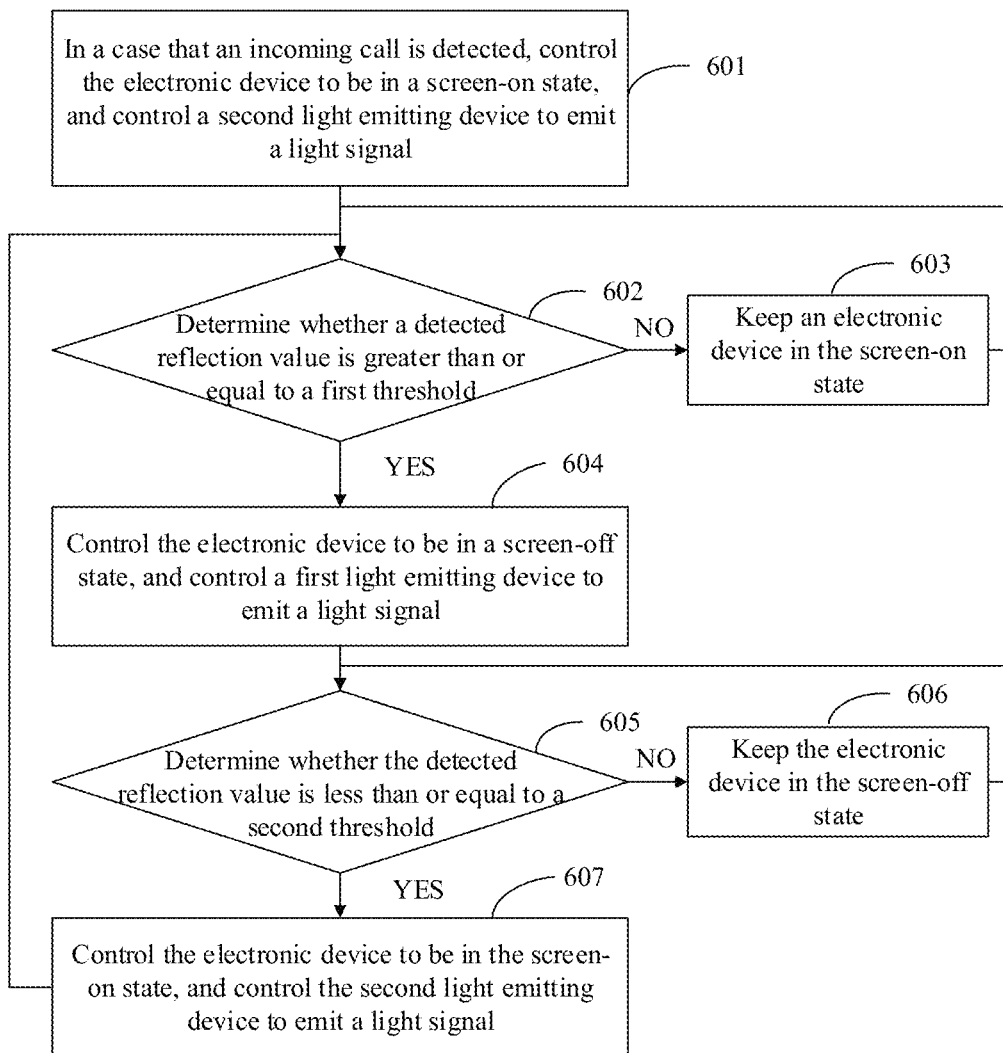 In a case that an incoming call is detected, control
the electronic device to be in a screen-on state,
and control a second light emitting device to emit
a light signal
601
602
603
Determine whether a detected
reflection value is greater than or
equal to a first threshold
NO
Keep an electronic
device in the screen-on
state
YES
604
Control the electronic device to be in a screen-off
state, and control a first light emitting device to
emit a light signal
605
606
Determine whether the detected
reflection value is less than or equal to a
second threshold
NO
Keep the electronic
device in the screen-off
state
YES
607
Control the electronic device to be in the screen-
on state, and control the second light emitting
device to emit a light signal